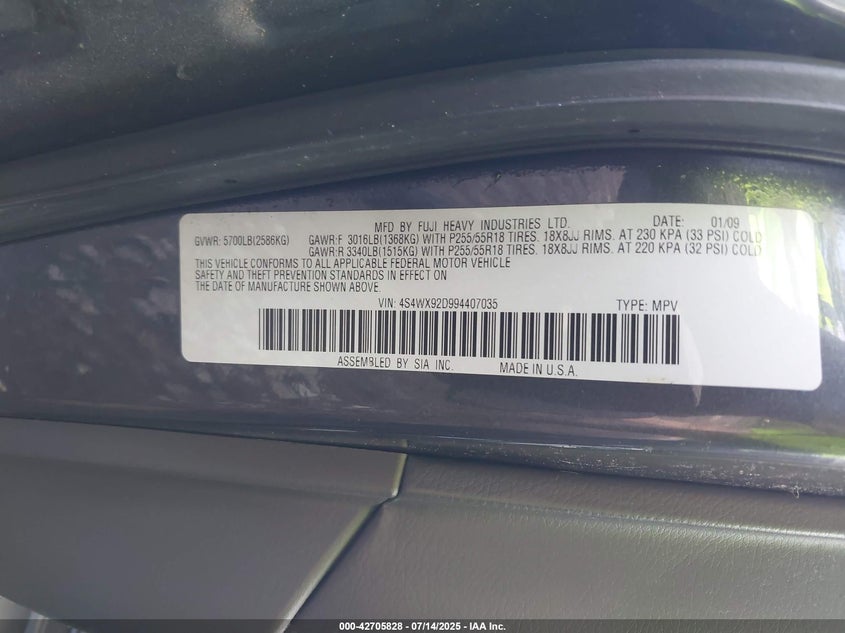 MFD BY FUJI HEAVY INDUSTRIES LTD. DATE: 01/09
GVWR: 5700LB(2586KG) GAWR:F 3016LB(1368KG) WITH P255/55R18 TIRES. 18X8JJ RIMS. AT 230 KPA (33 PSI) COLD
GAWR:R 3340LB(1515KG) WITH P255/55R18 TIRES. 18X8JJ RIMS. AT 220 KPA (32 PSI) COLD
THIS VEHICLE CONFORMS TO ALL APPLICABLE FEDERAL MOTOR VEHICLE
SAFETY AND THEFT PREVENTION STANDARDS IN EFFECT ON
THE DATE OF MANUFACTURE SHOWN ABOVE.
VIN: 4S4WX92D994407035 TYPE: MPV
ASSEMBLED BY SIA INC. MADE IN U.S.A.
000-42705828 - 07/14/2025 - IAA Inc.